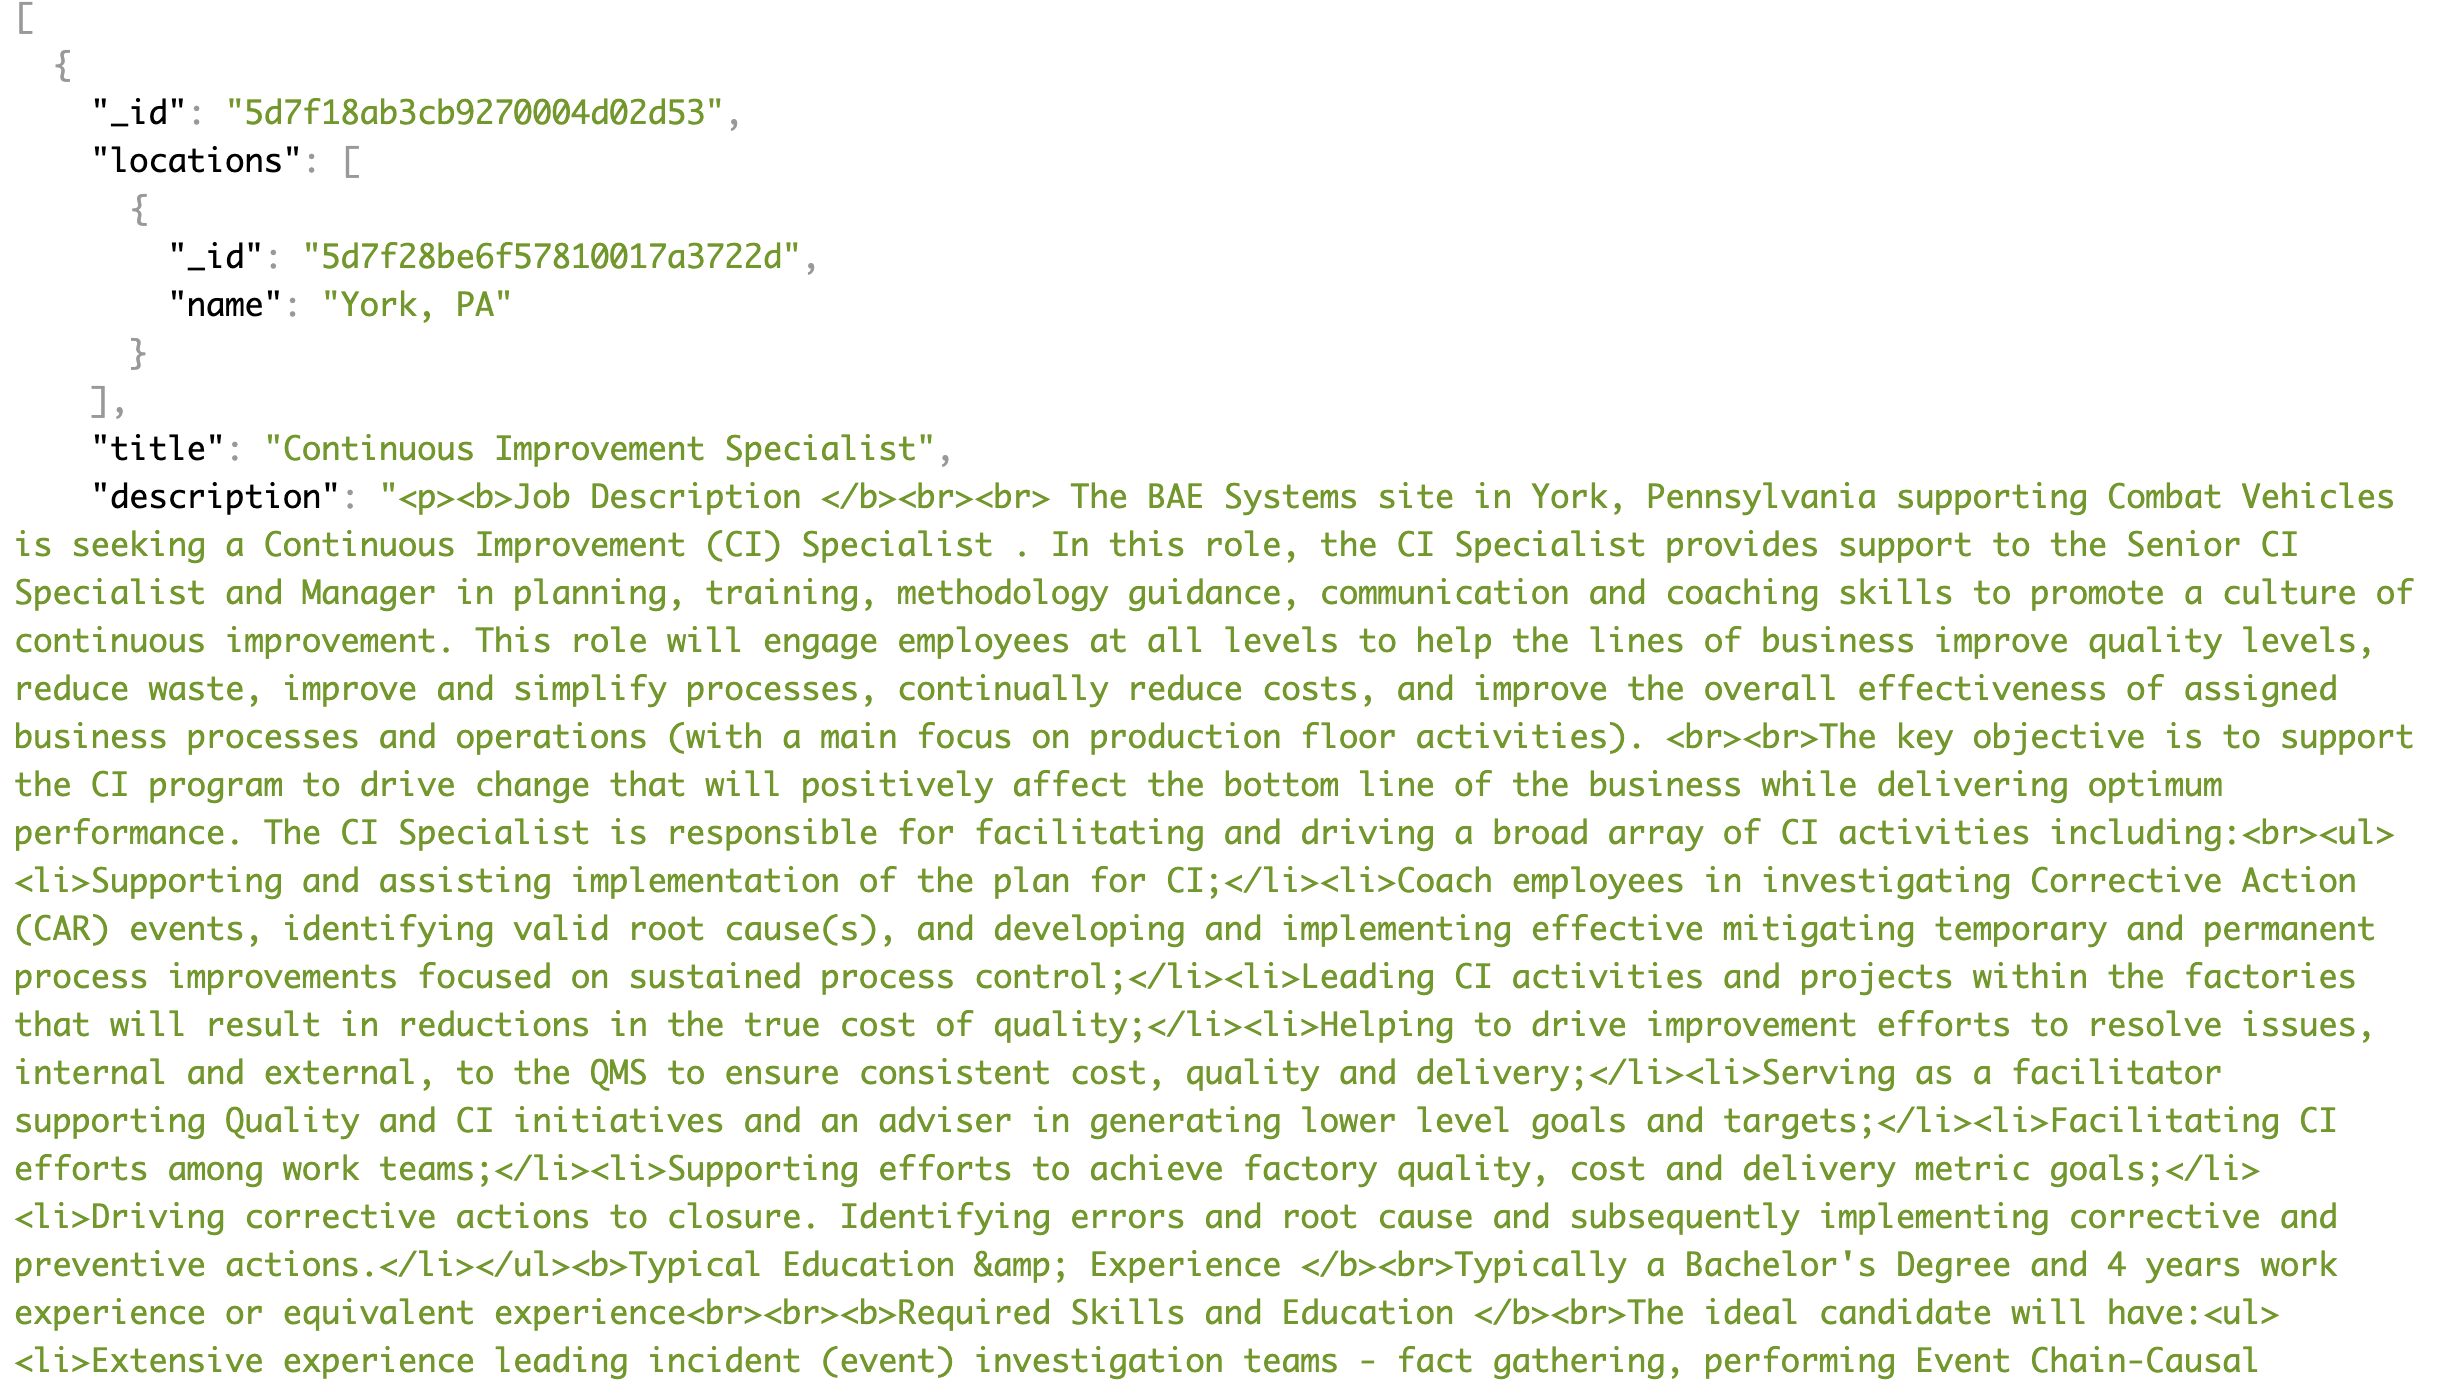 [
  {
    "_id": "5d7f18ab3cb9270004d02d53",
    "locations": [
      {
        "_id": "5d7f28be6f57810017a3722d",
        "name": "York, PA"
      }
    ],
    "title": "Continuous Improvement Specialist",
    "description": "<p><b>Job Description </b><br><br> The BAE Systems site in York, Pennsylvania supporting Combat Vehicles
is seeking a Continuous Improvement (CI) Specialist . In this role, the CI Specialist provides support to the Senior CI
Specialist and Manager in planning, training, methodology guidance, communication and coaching skills to promote a culture of
continuous improvement. This role will engage employees at all levels to help the lines of business improve quality levels,
reduce waste, improve and simplify processes, continually reduce costs, and improve the overall effectiveness of assigned
business processes and operations (with a main focus on production floor activities). <br><br>The key objective is to support
the CI program to drive change that will positively affect the bottom line of the business while delivering optimum
performance. The CI Specialist is responsible for facilitating and driving a broad array of CI activities including:<br><ul>
<li>Supporting and assisting implementation of the plan for CI;</li><li>Coach employees in investigating Corrective Action
(CAR) events, identifying valid root cause(s), and developing and implementing effective mitigating temporary and permanent
process improvements focused on sustained process control;</li><li>Leading CI activities and projects within the factories
that will result in reductions in the true cost of quality;</li><li>Helping to drive improvement efforts to resolve issues,
internal and external, to the QMS to ensure consistent cost, quality and delivery;</li><li>Serving as a facilitator
supporting Quality and CI initiatives and an adviser in generating lower level goals and targets;</li><li>Facilitating CI
efforts among work teams;</li><li>Supporting efforts to achieve factory quality, cost and delivery metric goals;</li>
<li>Driving corrective actions to closure. Identifying errors and root cause and subsequently implementing corrective and
preventive actions.</li></ul><b>Typical Education &amp; Experience </b><br>Typically a Bachelor's Degree and 4 years work
experience or equivalent experience<br><br><b>Required Skills and Education </b><br>The ideal candidate will have:<ul>
<li>Extensive experience leading incident (event) investigation teams - fact gathering, performing Event Chain-Causal